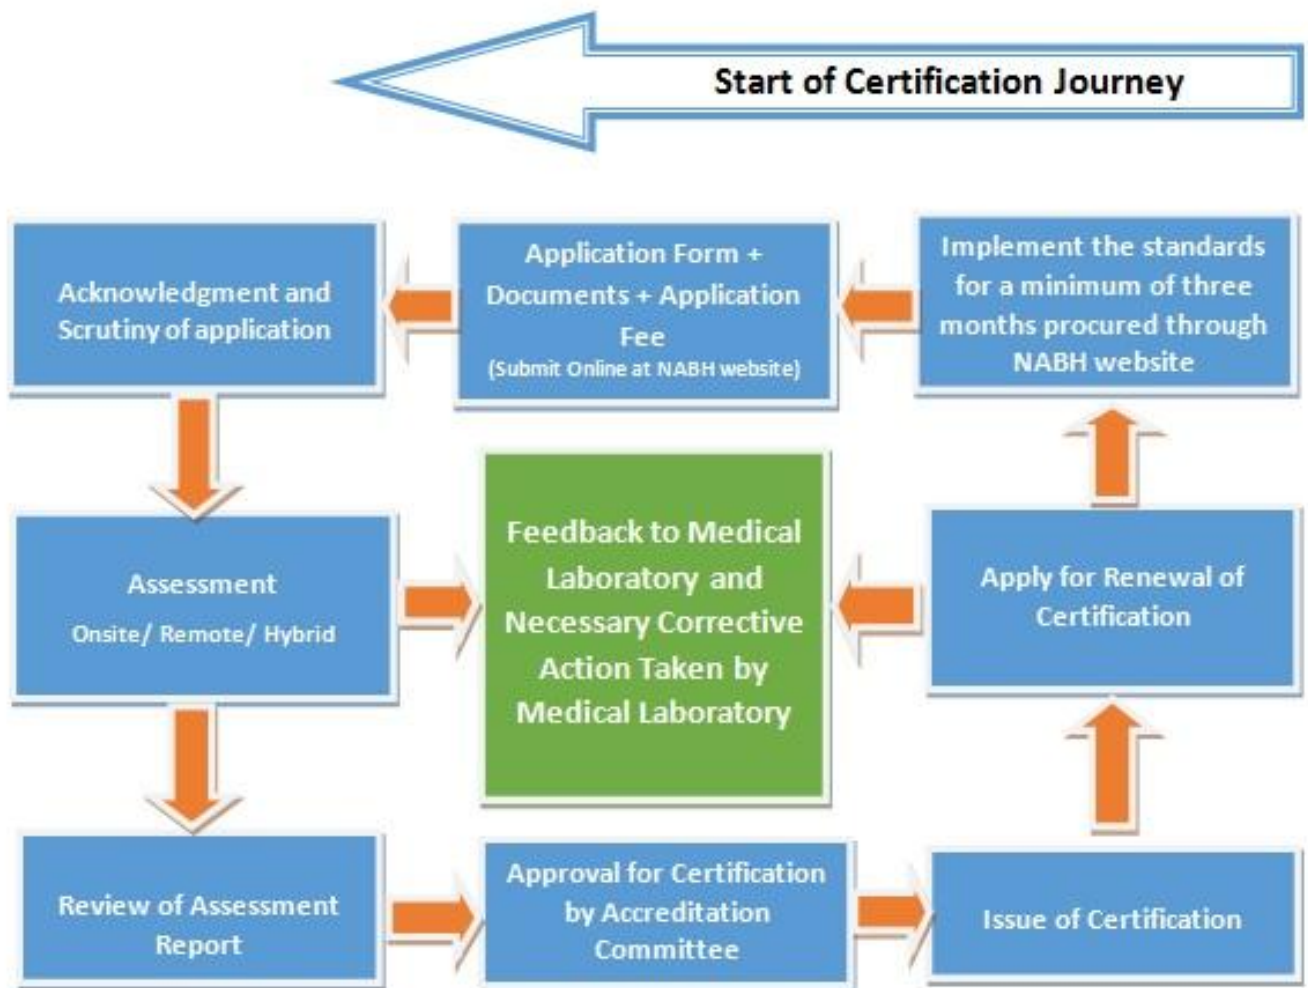 Start of Certification Journey
Acknowledgment and
Scrutiny of application
Application Form +
Documents + Application
Fee
(Submit Online at NABH website)
Implement the standards
for a minimum of three
months procured through
NABH website
Assessment
Onsite/ Remote/ Hybrid
Feedback to Medical
Laboratory and
Necessary Corrective
Action Taken by
Medical Laboratory
Apply for Renewal of
Certification
Review of Assessment
Report
Approval for Certification
by Accreditation
Committee
Issue of Certification